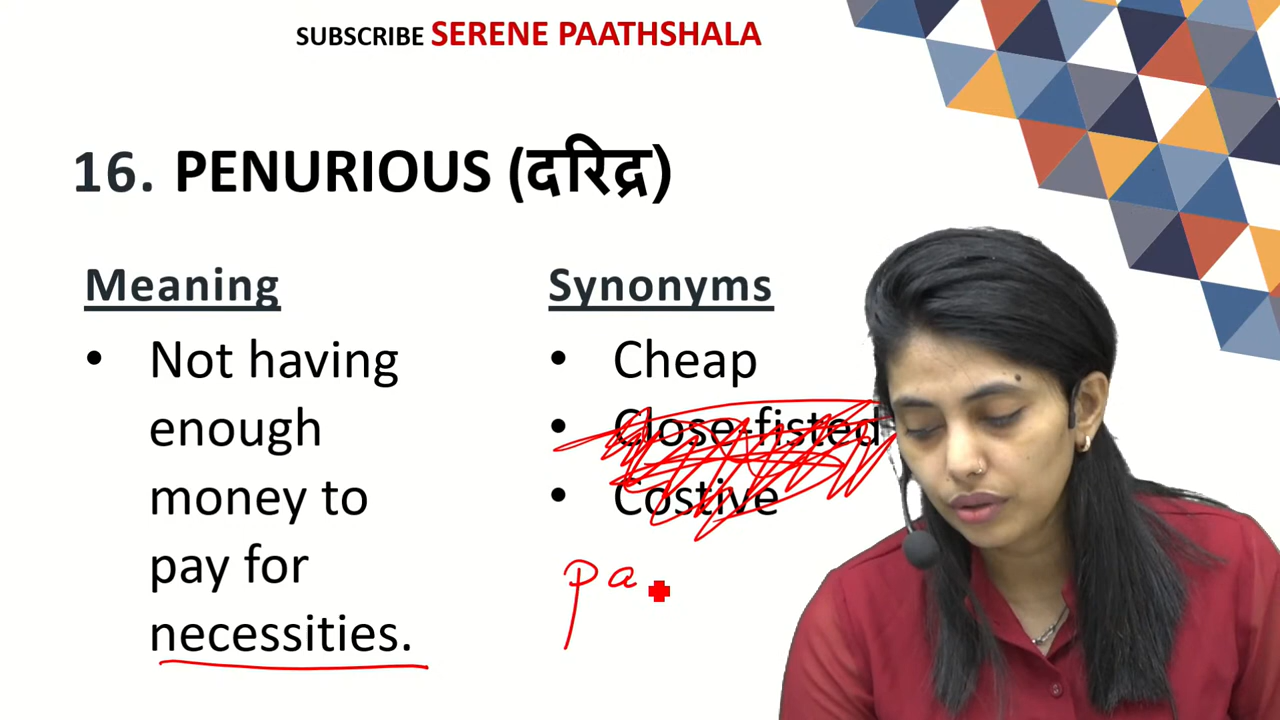 SUBSCRIBE SERENE PAATHSHALA
16. PENURIOUS (दरिद्र)
Meaning
• Not having
enough
money to
pay for
necessities.
Synonyms
• Cheap
• Close-fisted
• Costive
pa